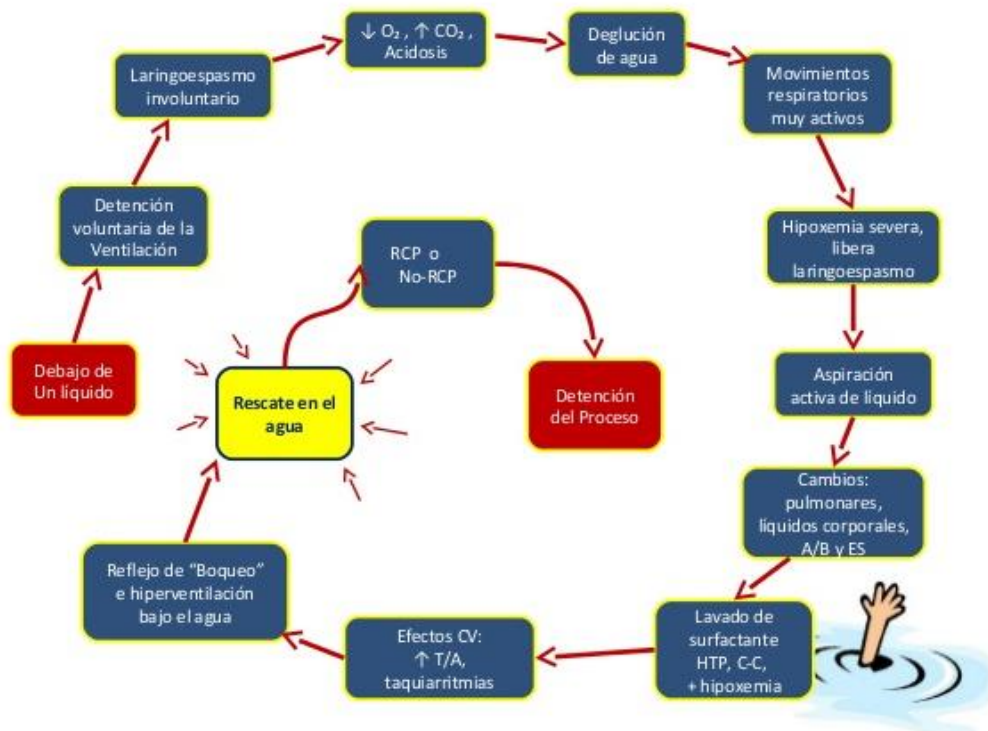 Debajo de
Un líquido
Detención
voluntaria de la
Ventilación
Laringoespasmo
involuntario
↓ O₂ , ↑ CO₂ ,
Acidosis
Deglución
de agua
Movimientos
respiratorios
muy activos
Hipoxemia severa,
libera
laringoespasmo
Aspiración
activa de líquido
Cambios:
pulmonares,
líquidos corporales,
A/B y ES
Lavado de
surfactante
HTP, C-C,
+ hipoxemia
Efectos CV:
↑ T/A,
taquiarritmias
Reflejo de “Boqueo”
e hiperventilación
bajo el agua
Rescate en el
agua
RCP o
No-RCP
Detención
del Proceso